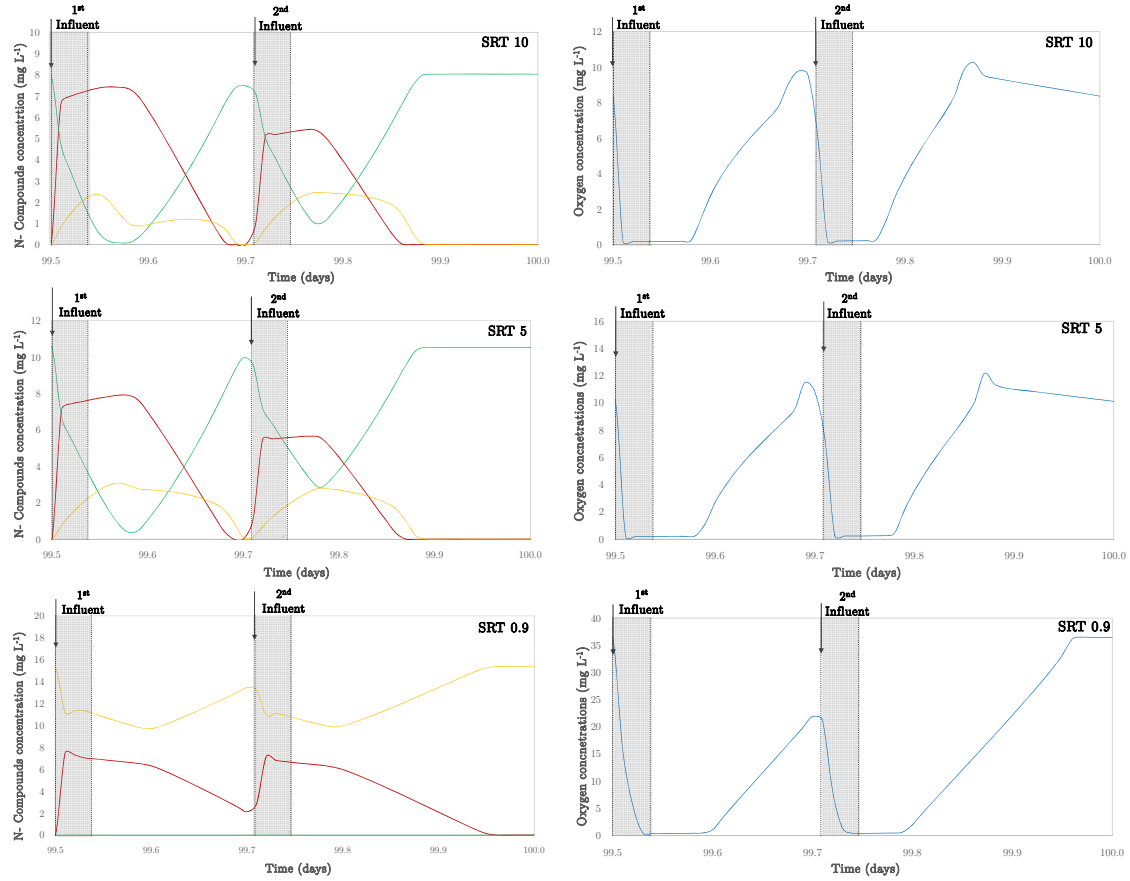 1st
Influent
2nd
Influent
SRT 10
N- Compounds concentrtion (mg L-1)
10
9
8
7
6
5
4
3
2
1
0
99.5 99.6 99.7 99.8 99.9 100.0
Time (days)
1st
Influent
2nd
Influent
SRT 10
Oxygen concentration (mg L-1)
12
10
8
6
4
2
0
99.5 99.6 99.7 99.8 99.9 100.0
Time (days)
1st
Influent
2nd
Influent
SRT 5
N- Compounds concentration (mg L-1)
12
10
8
6
4
2
0
99.5 99.6 99.7 99.8 99.9 100.0
Time (days)
1st
Influent
2nd
Influent
SRT 5
Oxygen concnetrations (mg L-1)
16
14
12
10
8
6
4
2
0
99.5 99.6 99.7 99.8 99.9 100.0
Time (days)
1st
Influent
2nd
Influent
SRT 0.9
N- Compounds concentration (mg L-1)
20
18
16
14
12
10
8
6
4
2
0
99.5 99.6 99.7 99.8 99.9 100.0
Time (days)
1st
Influent
2nd
Influent
SRT 0.9
Oxygen concnetrations (mg L-1)
40
35
30
25
20
15
10
5
0
99.5 99.6 99.7 99.8 99.9 100.0
Time (days)